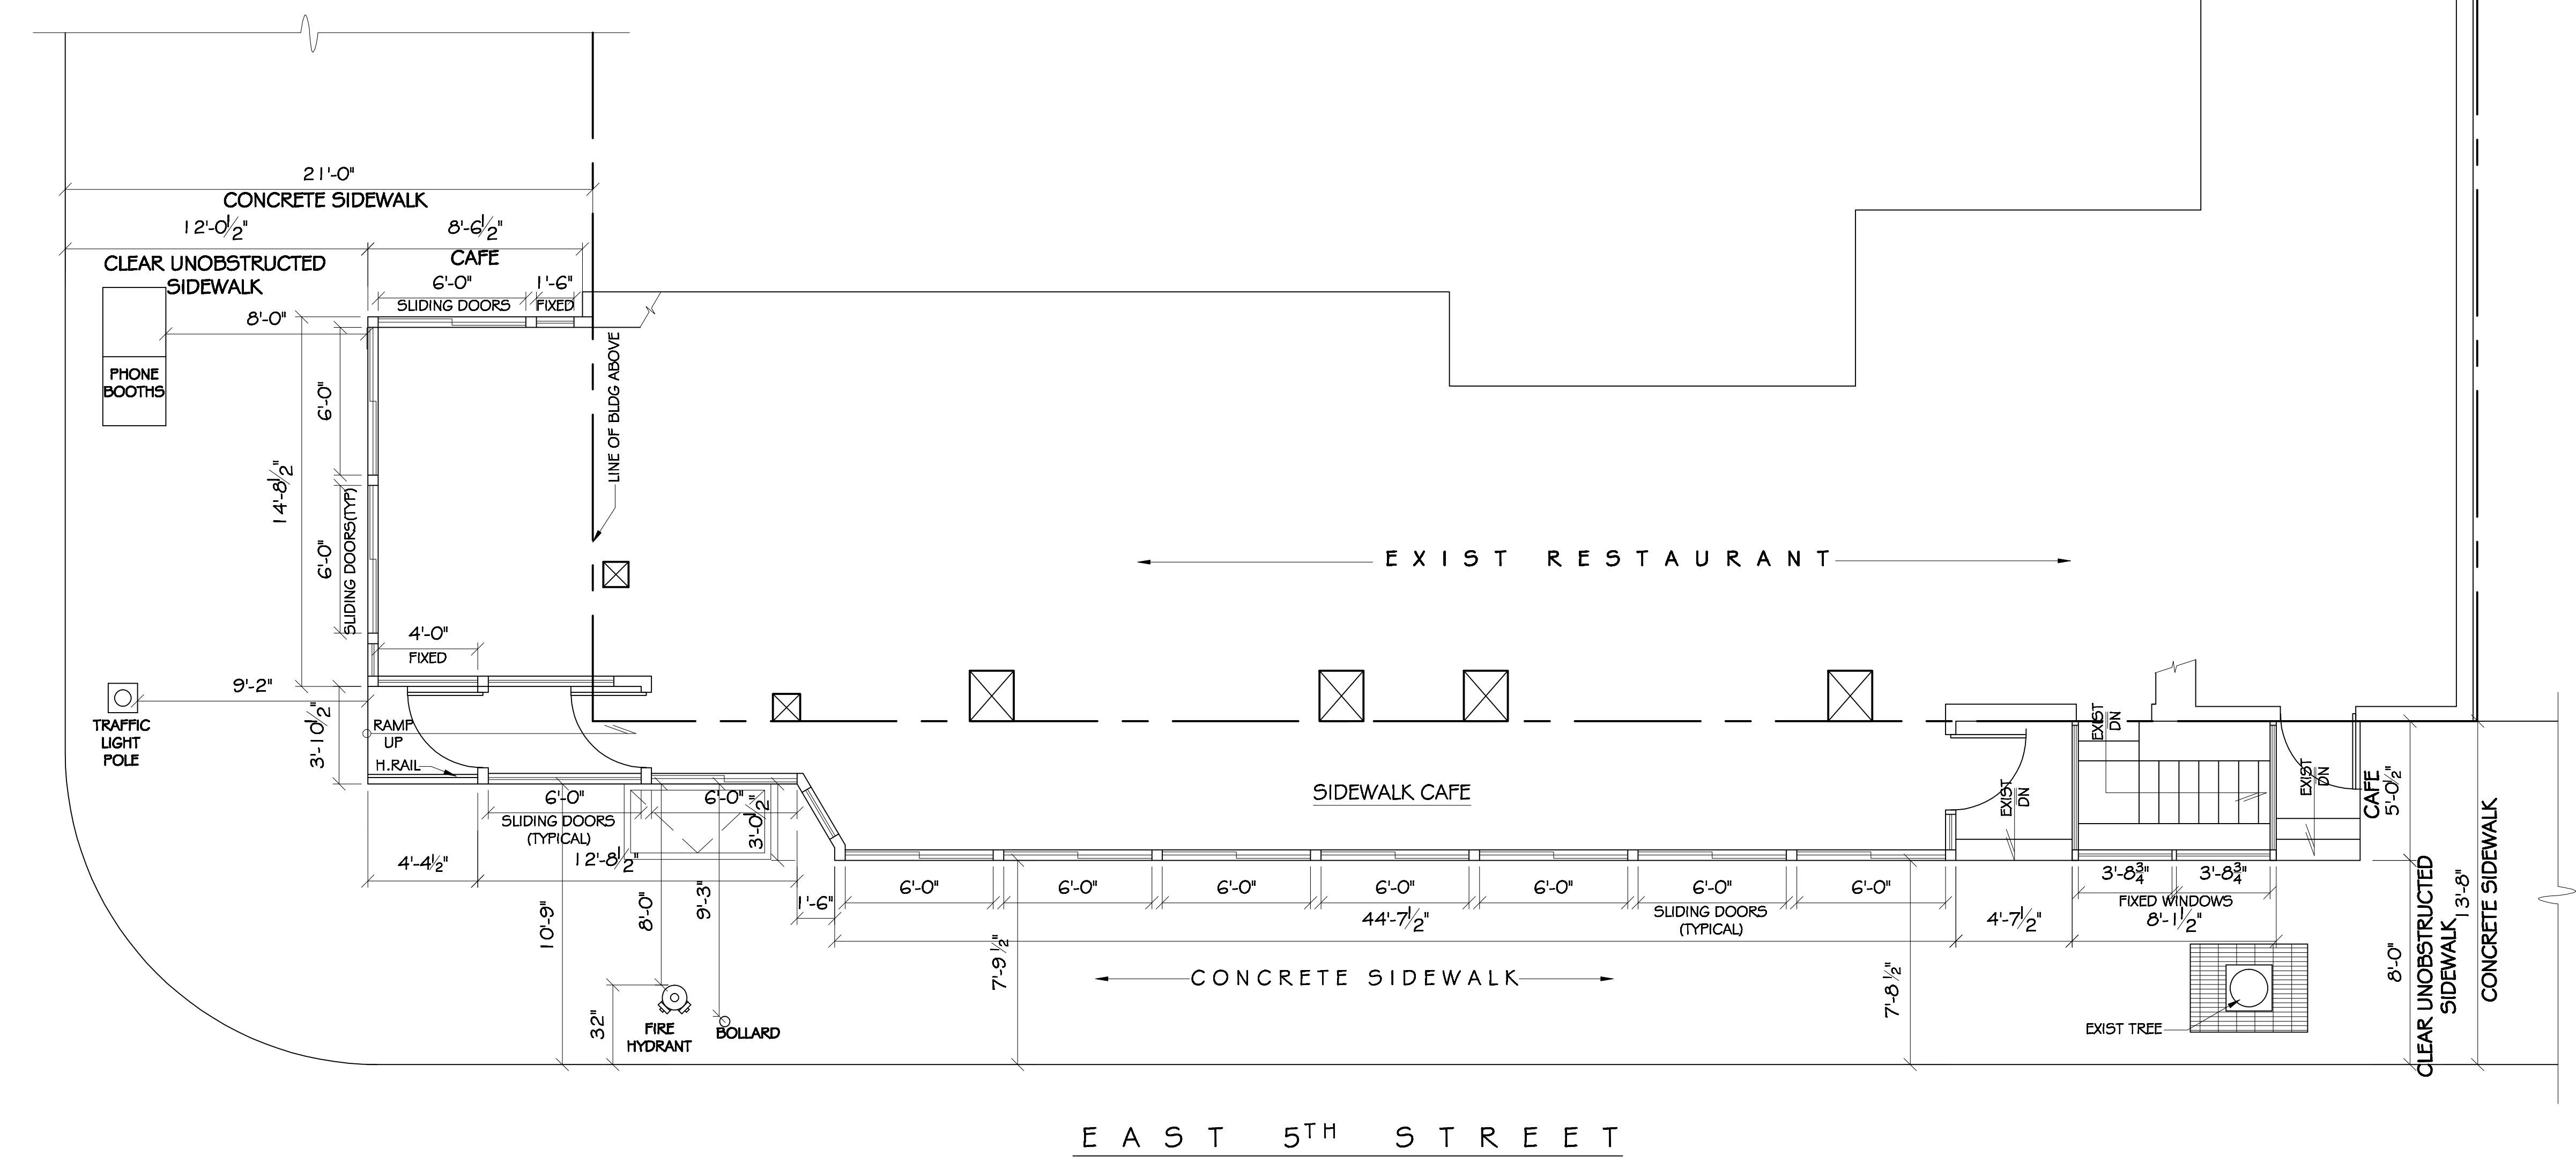 21'-0"
CONCRETE SIDEWALK
12'-0½"
8'-6½"
CLEAR UNOBSTRUCTED
SIDEWALK
CAFE
6'-0"
1'-6"
SLIDING DOORS
FIXED
8'-0"
PHONE
BOOTHS
LINE OF BLDG ABOVE
6'-0"
14'-8½"
6'-0"
SLIDING DOORS(TYP)
EXIST RESTAURANT
4'-0"
FIXED
9'-2"
TRAFFIC
LIGHT
POLE
3'-10½"
RAMP
UP
H.RAIL
6'-0"
SLIDING DOORS
(TYPICAL)
6'-0"
3'-0½"
4'-4½"
12'-8½"
SIDEWALK CAFE
EXIST
DN
EXIST
DN
EXIST
DN
CAFE
5'-0½"
1'-6"
6'-0"
6'-0"
6'-0"
6'-0"
6'-0"
6'-0"
6'-0"
SLIDING DOORS
(TYPICAL)
44'-7½"
4'-7½"
3'-8¾"
3'-8¾"
FIXED WINDOWS
8'-1½"
10'-9"
8'-0"
9'-3"
7'-9½"
7'-8½"
CONCRETE SIDEWALK
32"
FIRE
HYDRANT
BOLLARD
EXIST TREE
8'-0"
CLEAR UNOBSTRUCTED
SIDEWALK
13'-8"
CONCRETE SIDEWALK
EAST 5TH STREET